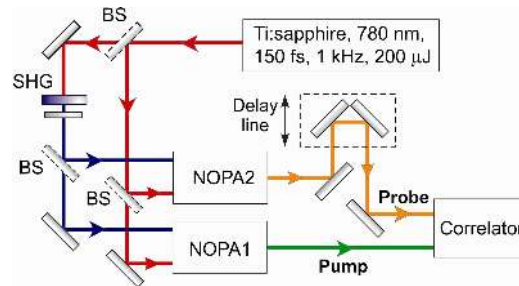 BS
Ti:sapphire, 780 nm,
150 fs, 1 kHz, 200 µJ
SHG
Delay
line
BS
BS
NOPA2
Probe
Correlator
NOPA1
Pump